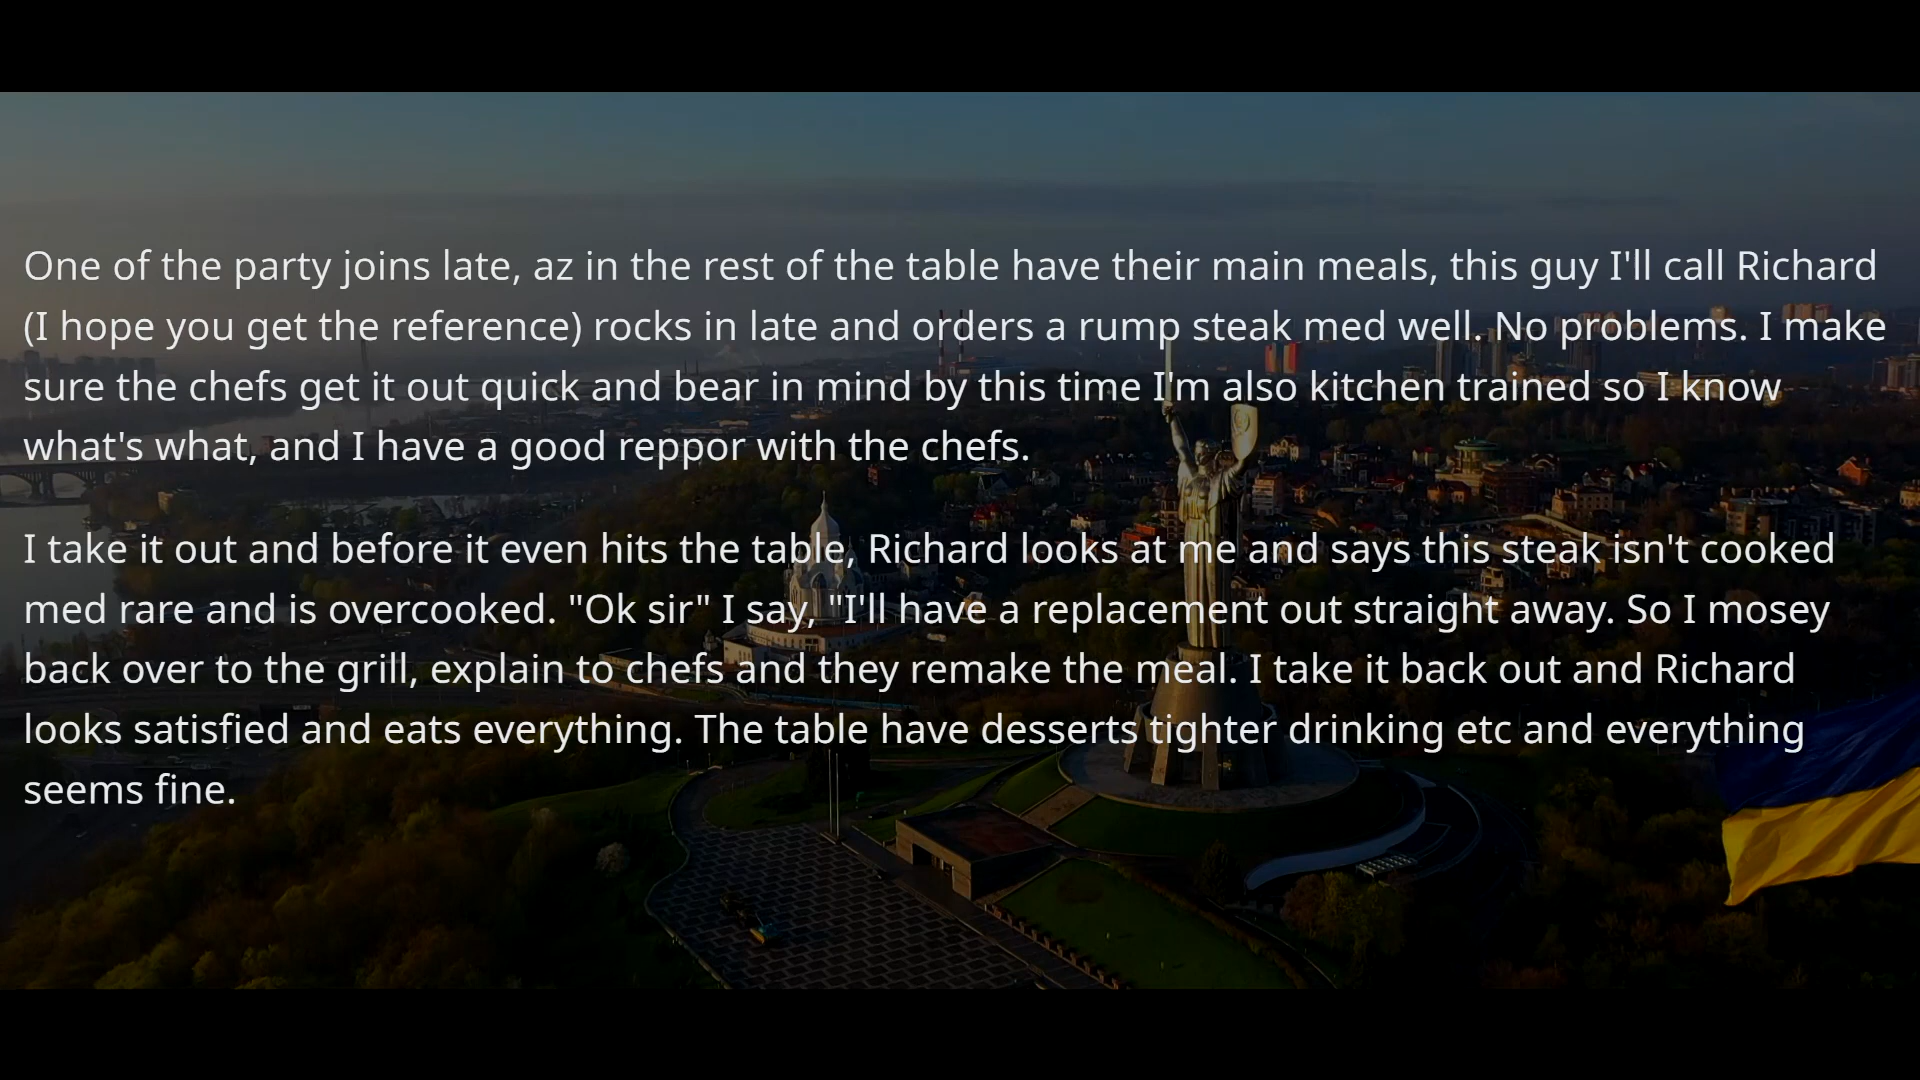 One of the party joins late, az in the rest of the table have their main meals, this guy I'll call Richard
(I hope you get the reference) rocks in late and orders a rump steak med well. No problems. I make
sure the chefs get it out quick and bear in mind by this time I'm also kitchen trained so I know
what's what, and I have a good reppor with the chefs.
I take it out and before it even hits the table, Richard looks at me and says this steak isn't cooked
med rare and is overcooked. "Ok sir" I say, "I'll have a replacement out straight away. So I mosey
back over to the grill, explain to chefs and they remake the meal. I take it back out and Richard
looks satisfied and eats everything. The table have desserts tighter drinking etc and everything
seems fine.